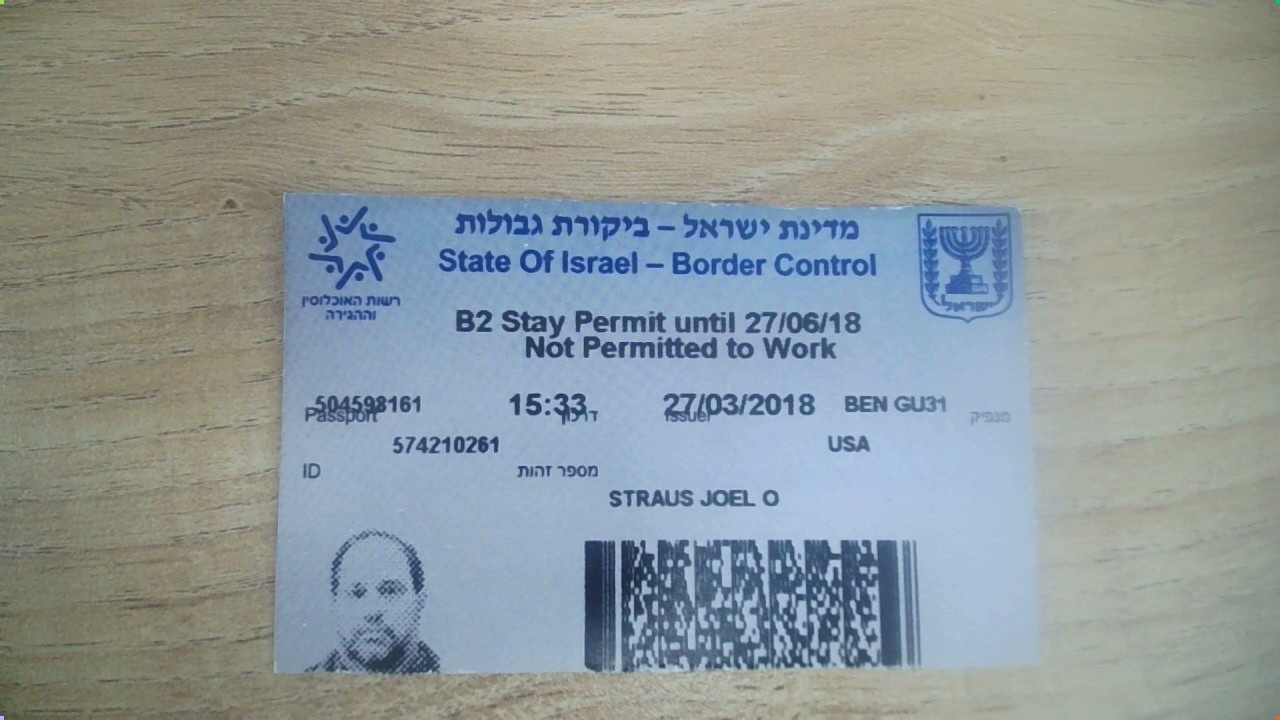 מדינת ישראל – ביקורת גבולות
State Of Israel – Border Control
רשות האוכלוסין
וההגירה
ישראל
B2 Stay Permit until 27/06/18
Not Permitted to Work
504598161 15:33 27/03/2018 BEN GU31
Passport דרכון Issuer מנפיק
574210261 USA
ID מספר זהות
STRAUS JOEL O